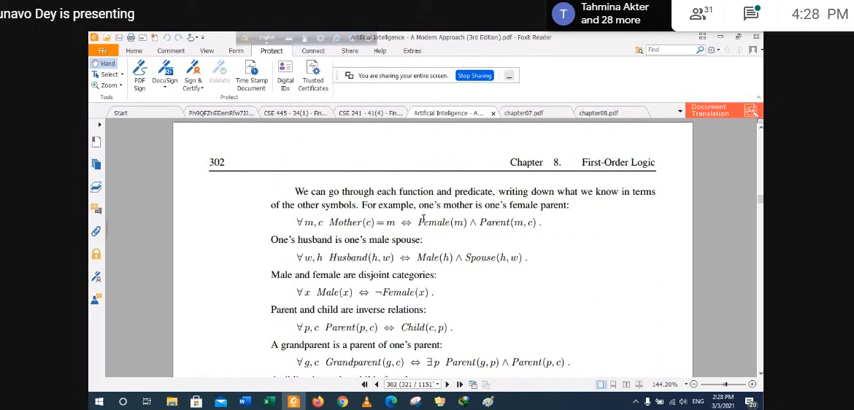 unavo Dey is presenting
Tahmina Akter
and 28 more
T
31
4:28 PM
Artificial Intelligence - A Modern Approach (3rd Edition).pdf - Foxit Reader
English
File Home Comment View Form Protect Connect Share Help Extras
Find
Hand
Select
Zoom
Tools
PDF Sign
DocuSign
Sign & Certify
Validate
Time Stamp Document
Digital IDs
Trusted Certificates
Protect
You are sharing your entire screen.
Stop Sharing
Start
Ph9QFZnEEemRfw7JJ...
CSE 445 - 34(1) - Fin...
CSE 241 - 41(4) - Fin...
Artificial Intelligence - A...
chapter07.pdf
chapter08.pdf
Document Translation
302 Chapter 8. First-Order Logic
We can go through each function and predicate, writing down what we know in terms
of the other symbols. For example, one's mother is one's female parent:
∀ m, c Mother(c) = m ⇔ Female(m) ∧ Parent(m, c) .
One's husband is one's male spouse:
∀ w, h Husband(h, w) ⇔ Male(h) ∧ Spouse(h, w) .
Male and female are disjoint categories:
∀ x Male(x) ⇔ ¬Female(x) .
Parent and child are inverse relations:
∀ p, c Parent(p, c) ⇔ Child(c, p) .
A grandparent is a parent of one's parent:
∀ g, c Grandparent(g, c) ⇔ ∃ p Parent(g, p) ∧ Parent(p, c) .
302 (321 / 1151)
144.20%
ENG
2:28 PM
3/3/2021
20